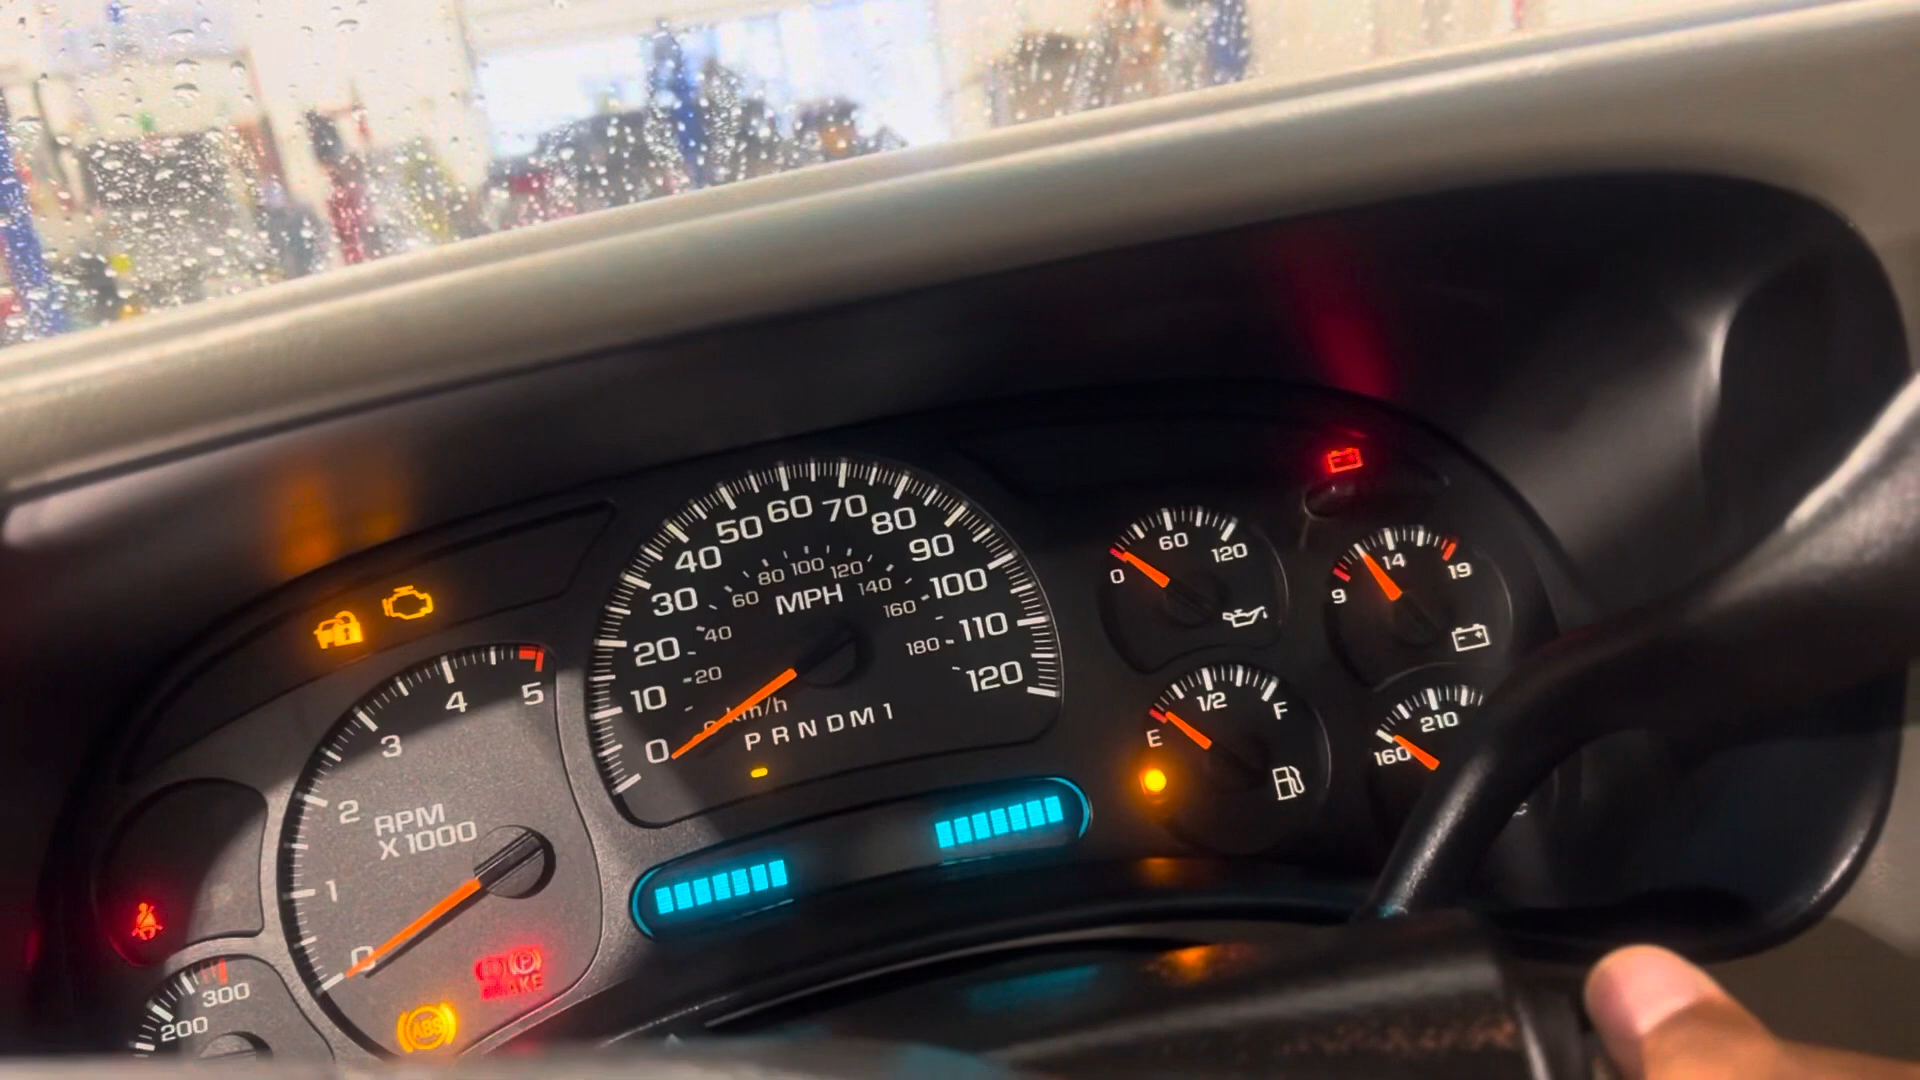 50 60 70
40 80
30 90
20 100
10 110
0 120
80 100 120
60 140
40 160
20 180
MPH
km/h
P R N D M 1
3 4 5
2
1
0
RPM
X 1000
ABS
200 300
0 60 120
9 14 19
E 1/2 F
160 210